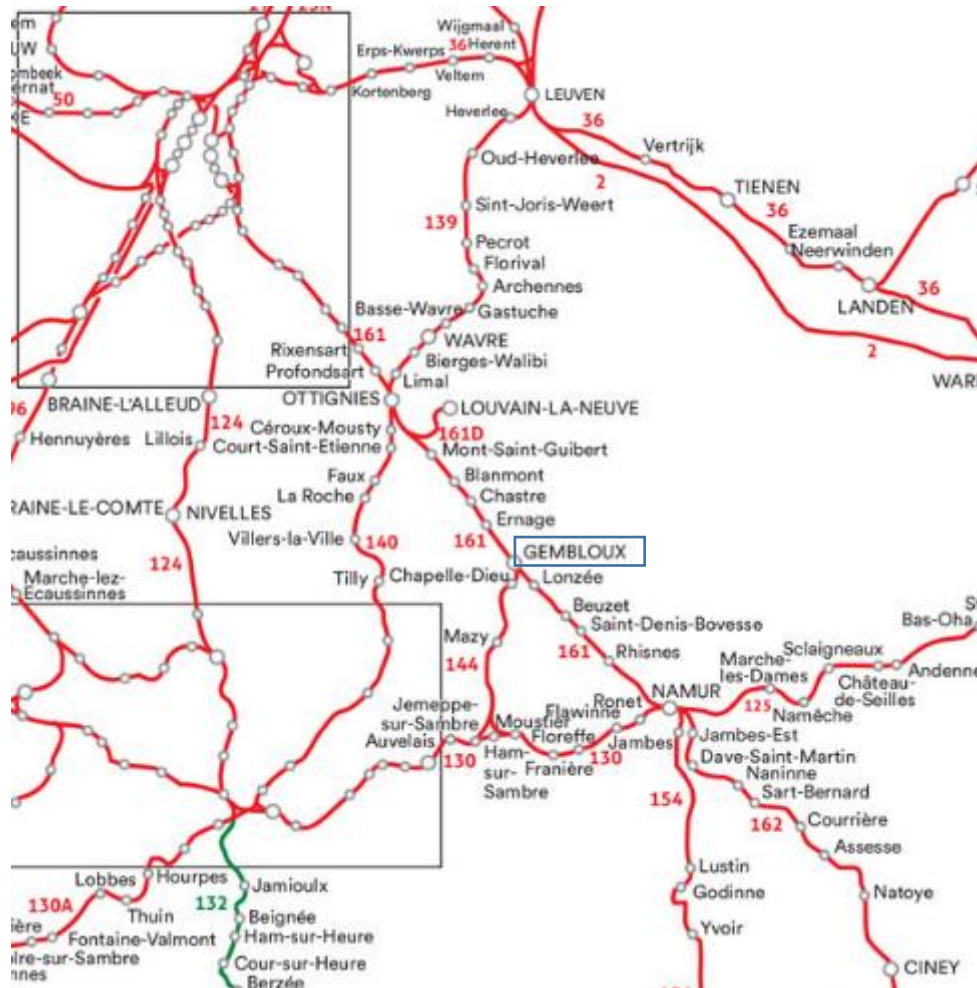 Wijgmaal
Erps-Kwerps
36
Herent
Veltem
Kortenberg
50
LEUVEN
Heverlee
36
Vertrijk
Oud-Heverlee
2
TIENEN
36
Sint-Joris-Weert
139
Ezemaal
Neerwinden
Pecrot
Florival
Archennes
LANDEN
36
Basse-Wavre
Gastuche
161
WAVRE
2
Rixensart
Bierges-Walibi
Profondsart
Limal
OTTIGNIES
BRAINE-L'ALLEUD
LOUVAIN-LA-NEUVE
124
Céroux-Mousty
161D
Hennuyères
Lillois
Court-Saint-Etienne
Mont-Saint-Guibert
Faux
Blanmont
La Roche
Chastre
RAINE-LE-COMTE
NIVELLES
Ernage
Villers-la-Ville
140
161
GEMBLOUX
124
Tilly
Chapelle-Dieu
Lonzée
caussinnes
Marche-lez-
Ecaussinnes
Beuzet
Saint-Denis-Bovesse
Mazy
161
Rhisnes
144
Marche-
les-Dames
Sclaigneaux
Bas-Oha
Andenne
Château-
de-Seilles
Ronet
NAMUR
125
Namêche
Jemeppe-
sur-Sambre
Moustier
Flawinne
Floreffe
Jambes
Jambes-Est
Auvelais
130
Ham-
sur-
Sambre
Franière
130
Dave-Saint-Martin
Naninne
Sart-Bernard
154
162
Courrière
Assesse
Lustin
Godinne
Natoye
Yvoir
CINEY
Lobbes
Hourpes
130A
Thuin
132
Jamioulx
Beignée
Fontaine-Valmont
Ham-sur-Heure
Cour-sur-Heure
Berzée